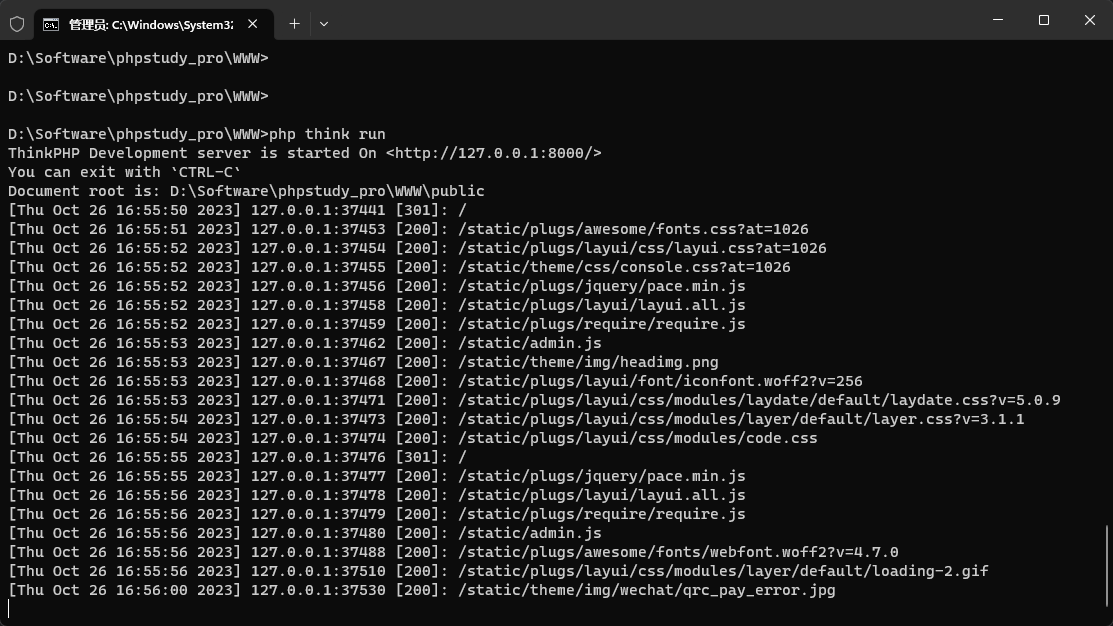 管理员: C:\Windows\System32
D:\Software\phpstudy_pro\WWW>
D:\Software\phpstudy_pro\WWW>
D:\Software\phpstudy_pro\WWW>php think run
ThinkPHP Development server is started On <http://127.0.0.1:8000/>
You can exit with `CTRL-C`
Document root is: D:\Software\phpstudy_pro\WWW\public
[Thu Oct 26 16:55:50 2023] 127.0.0.1:37441 [301]: /
[Thu Oct 26 16:55:51 2023] 127.0.0.1:37453 [200]: /static/plugs/awesome/fonts.css?at=1026
[Thu Oct 26 16:55:52 2023] 127.0.0.1:37454 [200]: /static/plugs/layui/css/layui.css?at=1026
[Thu Oct 26 16:55:52 2023] 127.0.0.1:37455 [200]: /static/theme/css/console.css?at=1026
[Thu Oct 26 16:55:52 2023] 127.0.0.1:37456 [200]: /static/plugs/jquery/pace.min.js
[Thu Oct 26 16:55:52 2023] 127.0.0.1:37458 [200]: /static/plugs/layui/layui.all.js
[Thu Oct 26 16:55:52 2023] 127.0.0.1:37459 [200]: /static/plugs/require/require.js
[Thu Oct 26 16:55:53 2023] 127.0.0.1:37462 [200]: /static/admin.js
[Thu Oct 26 16:55:53 2023] 127.0.0.1:37467 [200]: /static/theme/img/headimg.png
[Thu Oct 26 16:55:53 2023] 127.0.0.1:37468 [200]: /static/plugs/layui/font/iconfont.woff2?v=256
[Thu Oct 26 16:55:53 2023] 127.0.0.1:37471 [200]: /static/plugs/layui/css/modules/laydate/default/laydate.css?v=5.0.9
[Thu Oct 26 16:55:54 2023] 127.0.0.1:37473 [200]: /static/plugs/layui/css/modules/layer/default/layer.css?v=3.1.1
[Thu Oct 26 16:55:54 2023] 127.0.0.1:37474 [200]: /static/plugs/layui/css/modules/code.css
[Thu Oct 26 16:55:55 2023] 127.0.0.1:37476 [301]: /
[Thu Oct 26 16:55:55 2023] 127.0.0.1:37477 [200]: /static/plugs/jquery/pace.min.js
[Thu Oct 26 16:55:56 2023] 127.0.0.1:37478 [200]: /static/plugs/layui/layui.all.js
[Thu Oct 26 16:55:56 2023] 127.0.0.1:37479 [200]: /static/plugs/require/require.js
[Thu Oct 26 16:55:56 2023] 127.0.0.1:37480 [200]: /static/admin.js
[Thu Oct 26 16:55:56 2023] 127.0.0.1:37488 [200]: /static/plugs/awesome/fonts/webfont.woff2?v=4.7.0
[Thu Oct 26 16:55:56 2023] 127.0.0.1:37510 [200]: /static/plugs/layui/css/modules/layer/default/loading-2.gif
[Thu Oct 26 16:56:00 2023] 127.0.0.1:37530 [200]: /static/theme/img/wechat/qrc_pay_error.jpg